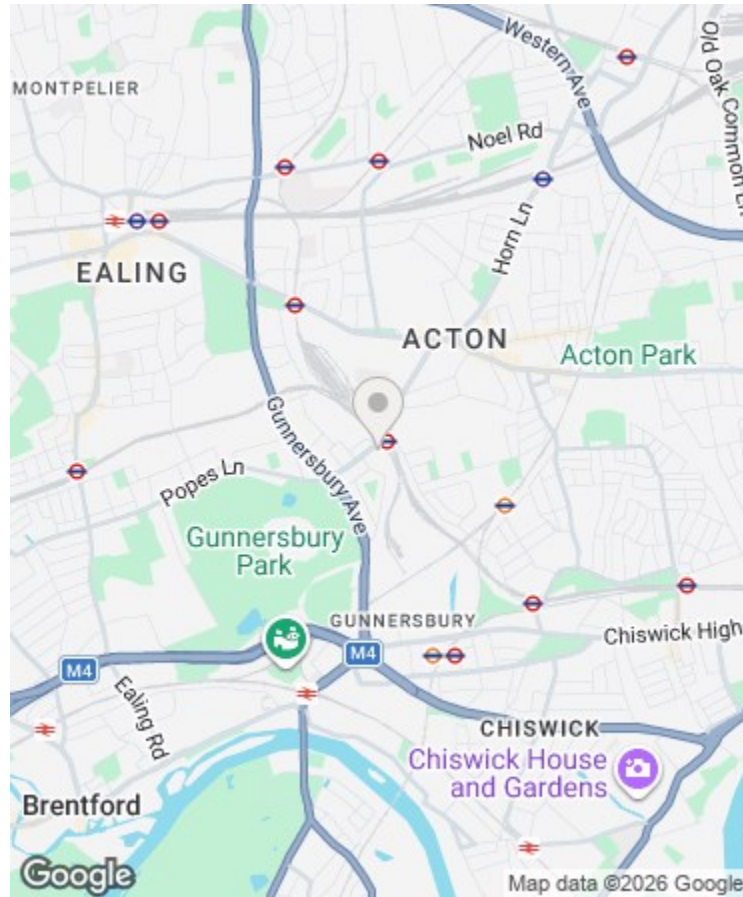 Western Ave
Old Oak Common Ln
MONTPELIER
Noel Rd
Horn Ln
EALING
ACTON
Acton Park
Gunnersbury Ave
Popes Ln
Gunnersbury
Park
GUNNERSBURY
Chiswick High
M4
M4
Ealing Rd
CHISWICK
Chiswick House
and Gardens
Brentford
Google
Map data ©2026 Google